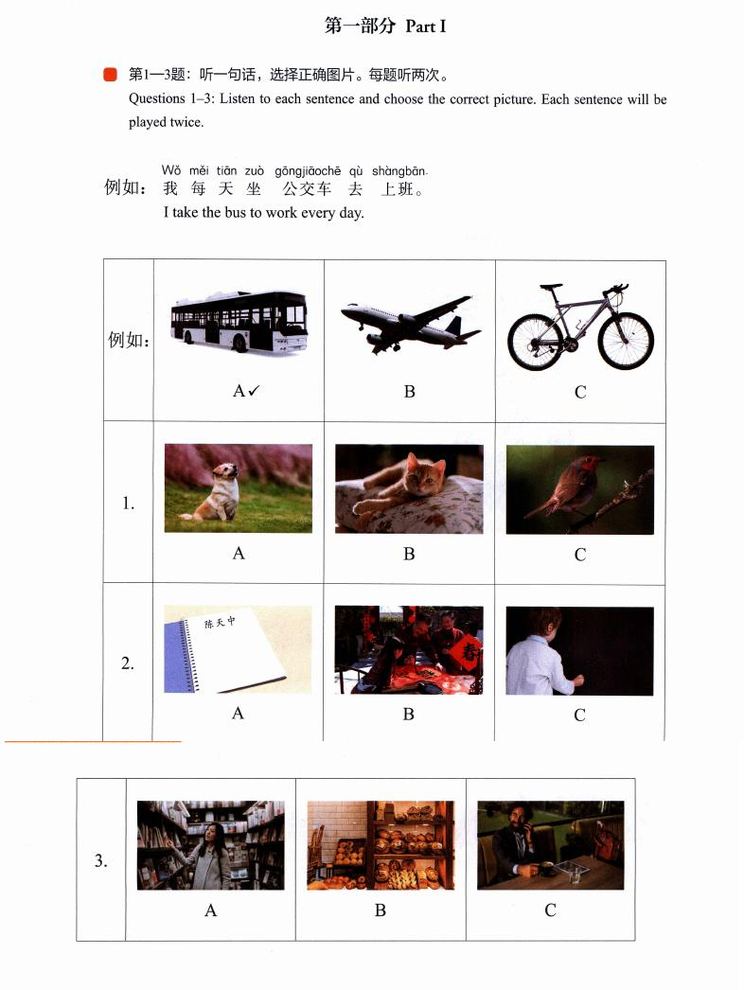 第一部分 Part I
第1—3题：听一句话，选择正确图片。每题听两次。
Questions 1–3: Listen to each sentence and choose the correct picture. Each sentence will be
played twice.
Wǒ měi tiān zuò gōngjiāochē qù shàngbān.
例如： 我 每 天 坐 公交车 去 上班。
I take the bus to work every day.
例如：
A✓ B C
1.
A B C
陈天中
春
2.
A B C
3.
A B C